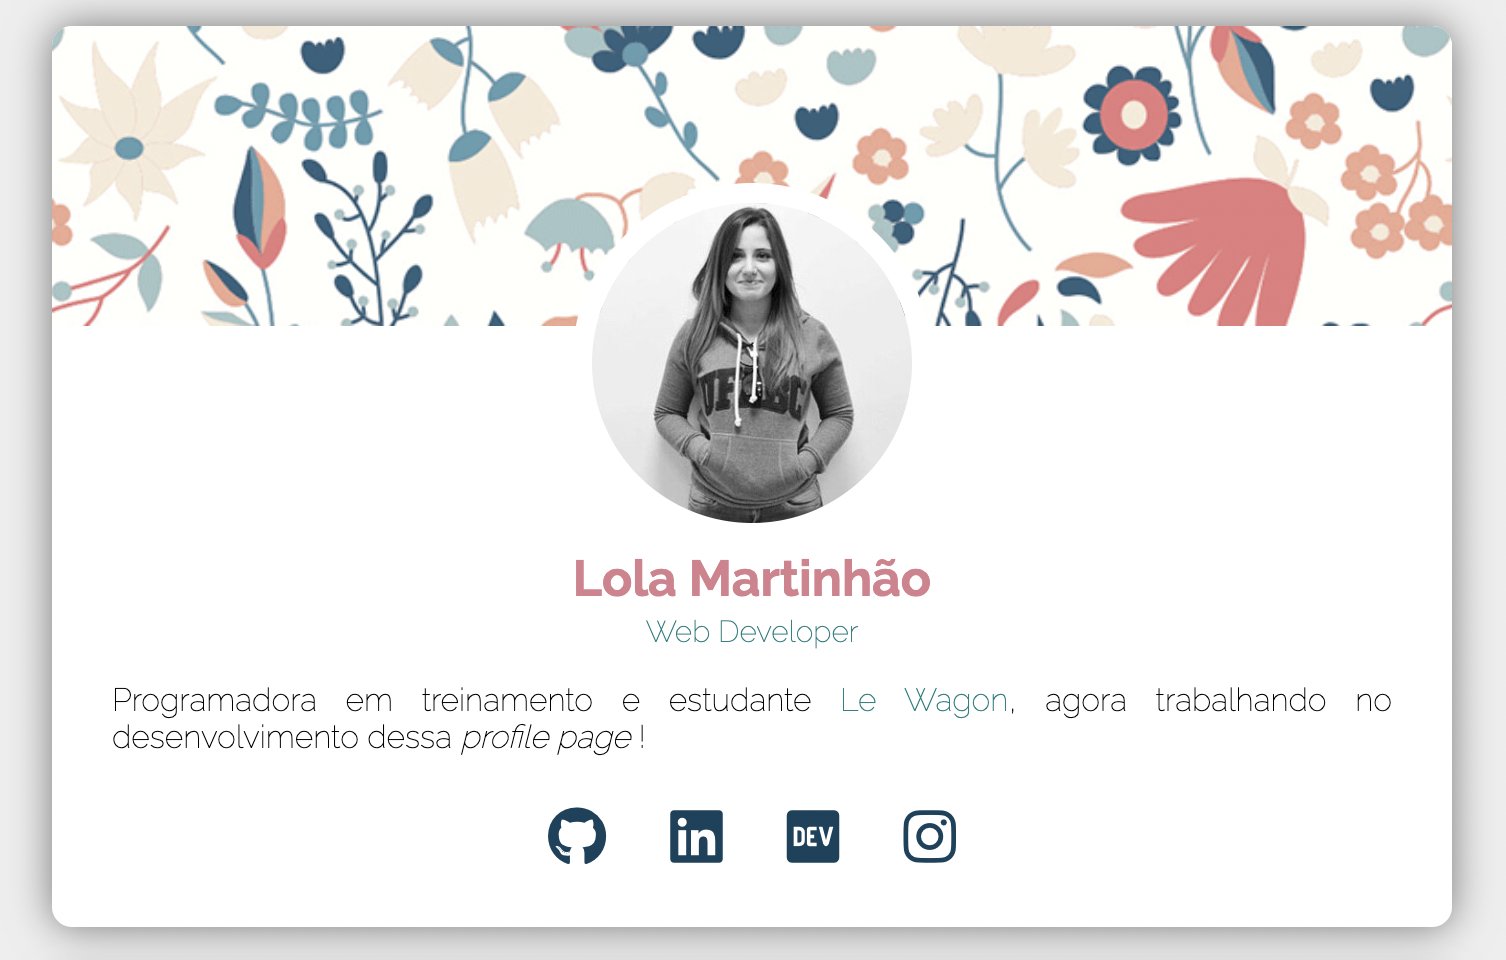 Lola Martinhão
Web Developer
Programadora em treinamento e estudante Le Wagon, agora trabalhando no
desenvolvimento dessa profile page !
in DEV